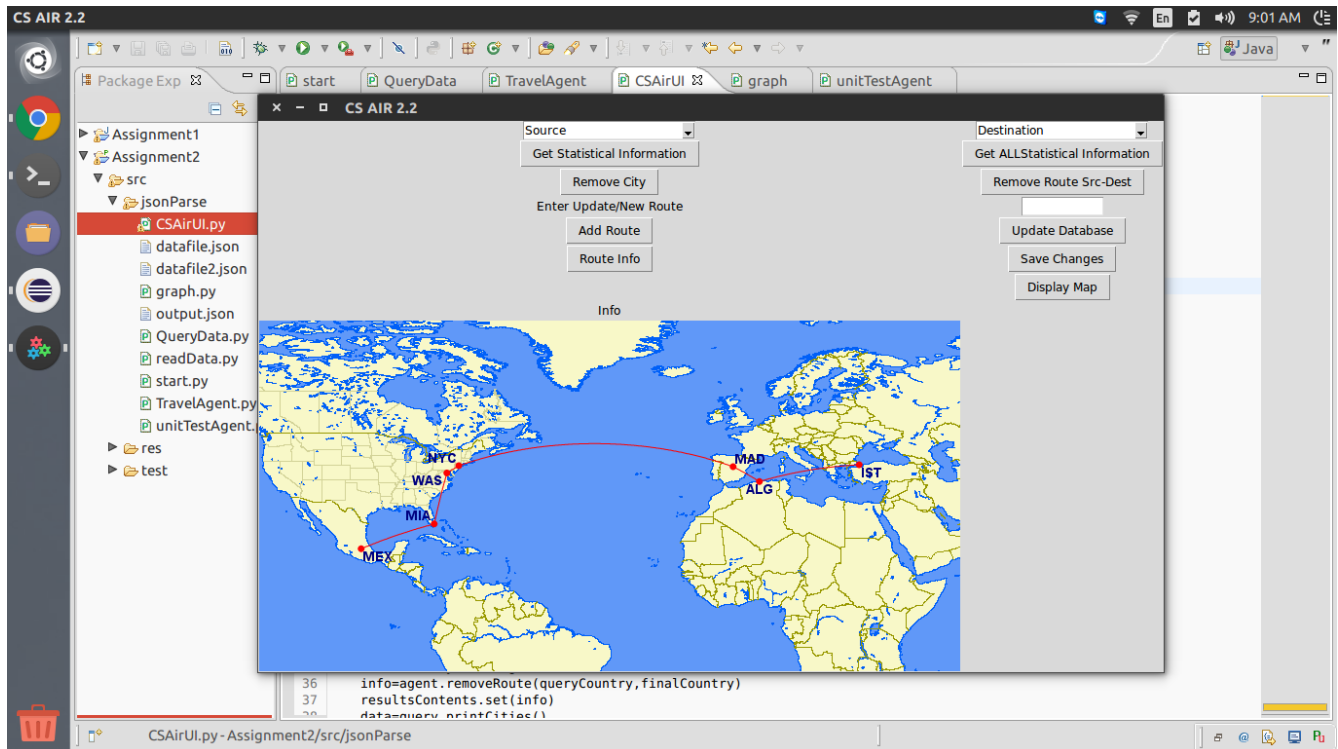 CS AIR 2.2
En
9:01 AM
Java
Package Exp
start
QueryData
TravelAgent
CSAirUI
graph
unitTestAgent
Assignment1
Assignment2
src
jsonParse
CSAirUI.py
datafile.json
datafile2.json
graph.py
output.json
QueryData.py
readData.py
start.py
TravelAgent.py
unitTestAgent.
res
test
CS AIR 2.2
Source
Destination
Get Statistical Information
Get ALLStatistical Information
Remove City
Remove Route Src-Dest
Enter Update/New Route
Add Route
Update Database
Route Info
Save Changes
Display Map
Info
NYC
MAD
WAS
IST
ALG
MIA
MEX
36 info=agent.removeRoute(queryCountry,finalCountry)
37 resultsContents.set(info)
data=query.printCities()
CSAirUI.py - Assignment2/src/jsonParse